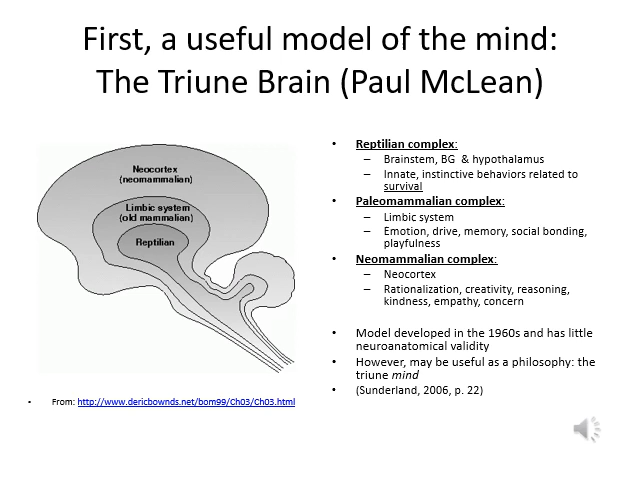 First, a useful model of the mind:
The Triune Brain (Paul McLean)
Neocortex
(neomammalian)
Limbic system
(old mammalian)
Reptilian
• From: http://www.dericbownds.net/bom99/Ch03/Ch03.html
• Reptilian complex:
– Brainstem, BG & hypothalamus
– Innate, instinctive behaviors related to
survival
• Paleomammalian complex:
– Limbic system
– Emotion, drive, memory, social bonding,
playfulness
• Neomammalian complex:
– Neocortex
– Rationalization, creativity, reasoning,
kindness, empathy, concern
• Model developed in the 1960s and has little
neuroanatomical validity
• However, may be useful as a philosophy: the
triune mind
• (Sunderland, 2006, p. 22)